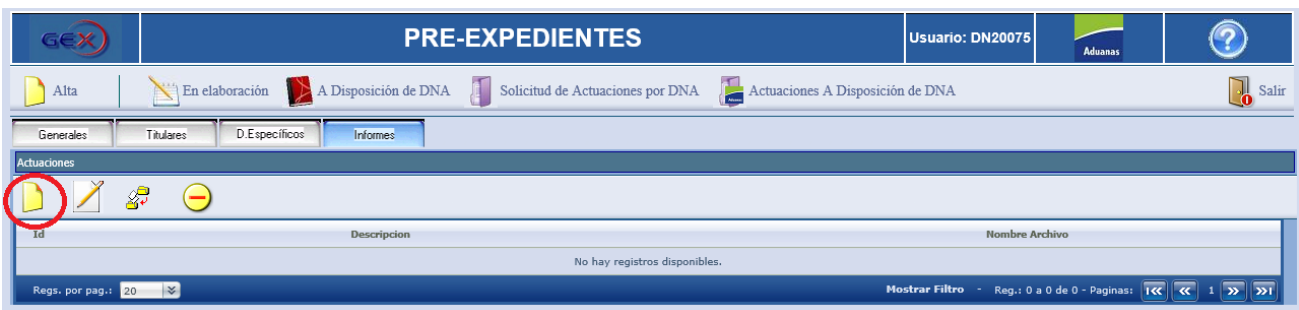 GEX PRE-EXPEDIENTES Usuario: DN20075 Aduanas ?
Alta En elaboración A Disposición de DNA Solicitud de Actuaciones por DNA Actuaciones A Disposición de DNA Salir
Generales Titulares D.Específicos Informes
Actuaciones
Id Descripcion Nombre Archivo
No hay registros disponibles.
Regs. por pag.: 20 Mostrar Filtro - Reg.: 0 a 0 de 0 - Paginas: 1